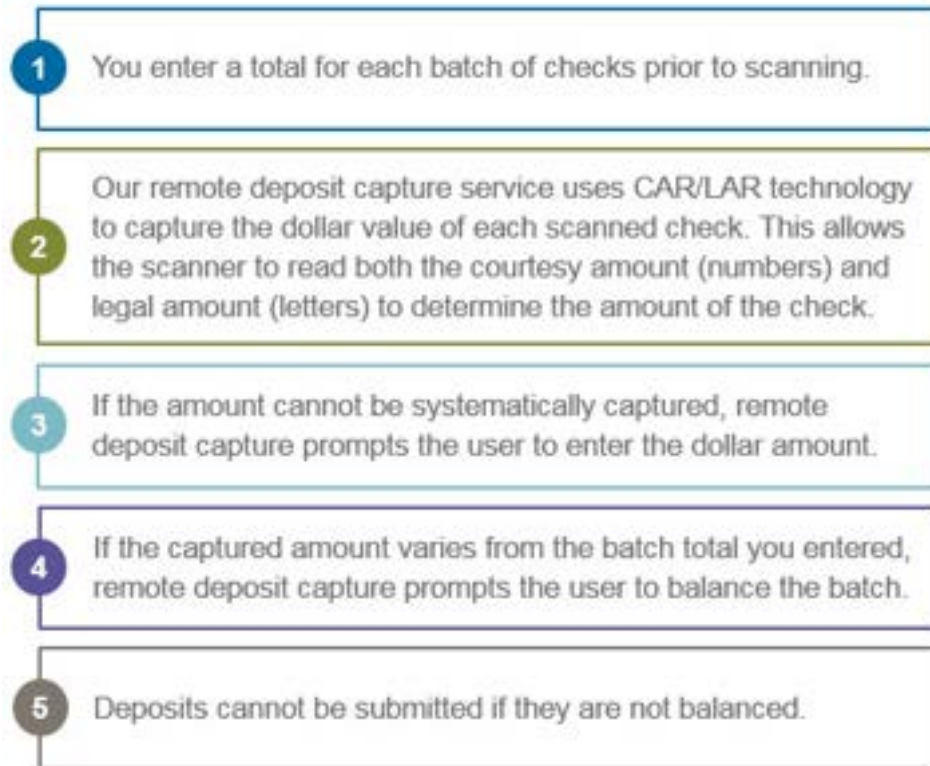 1
You enter a total for each batch of checks prior to scanning.
2
Our remote deposit capture service uses CAR/LAR technology
to capture the dollar value of each scanned check. This allows
the scanner to read both the courtesy amount (numbers) and
legal amount (letters) to determine the amount of the check.
3
If the amount cannot be systematically captured, remote
deposit capture prompts the user to enter the dollar amount.
4
If the captured amount varies from the batch total you entered,
remote deposit capture prompts the user to balance the batch.
5
Deposits cannot be submitted if they are not balanced.